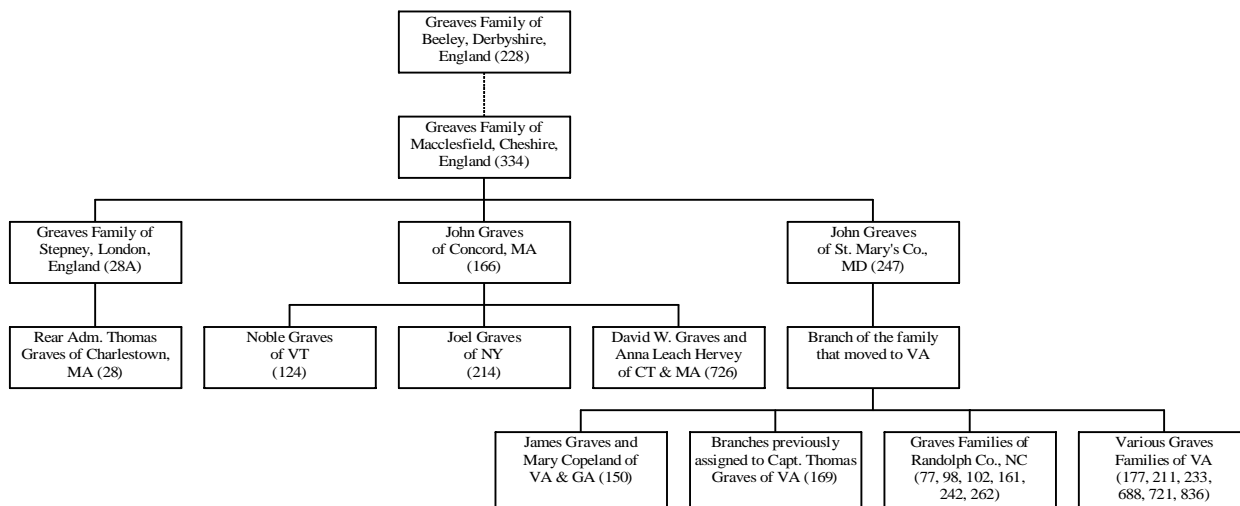 Greaves Family of
Beeley, Derbyshire,
England (228)
Greaves Family of
Macclesfield, Cheshire,
England (334)
Greaves Family of
Stepney, London,
England (28A)
John Graves
of Concord, MA
(166)
John Greaves
of St. Mary's Co.,
MD (247)
Rear Adm. Thomas
Graves of Charlestown,
MA (28)
Noble Graves
of VT
(124)
Joel Graves
of NY
(214)
David W. Graves and
Anna Leach Hervey
of CT & MA (726)
Branch of the family
that moved to VA
James Graves and
Mary Copeland of
VA & GA (150)
Branches previously
assigned to Capt. Thomas
Graves of VA (169)
Graves Families of
Randolph Co., NC
(77, 98, 102, 161,
242, 262)
Various Graves
Families of VA
(177, 211, 233,
688, 721, 836)